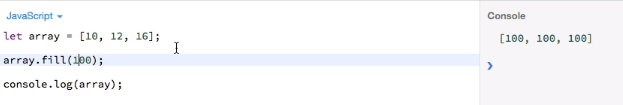 JavaScript
let array = [10, 12, 16];
array.fill(100);
console.log(array);
Console
[100, 100, 100]